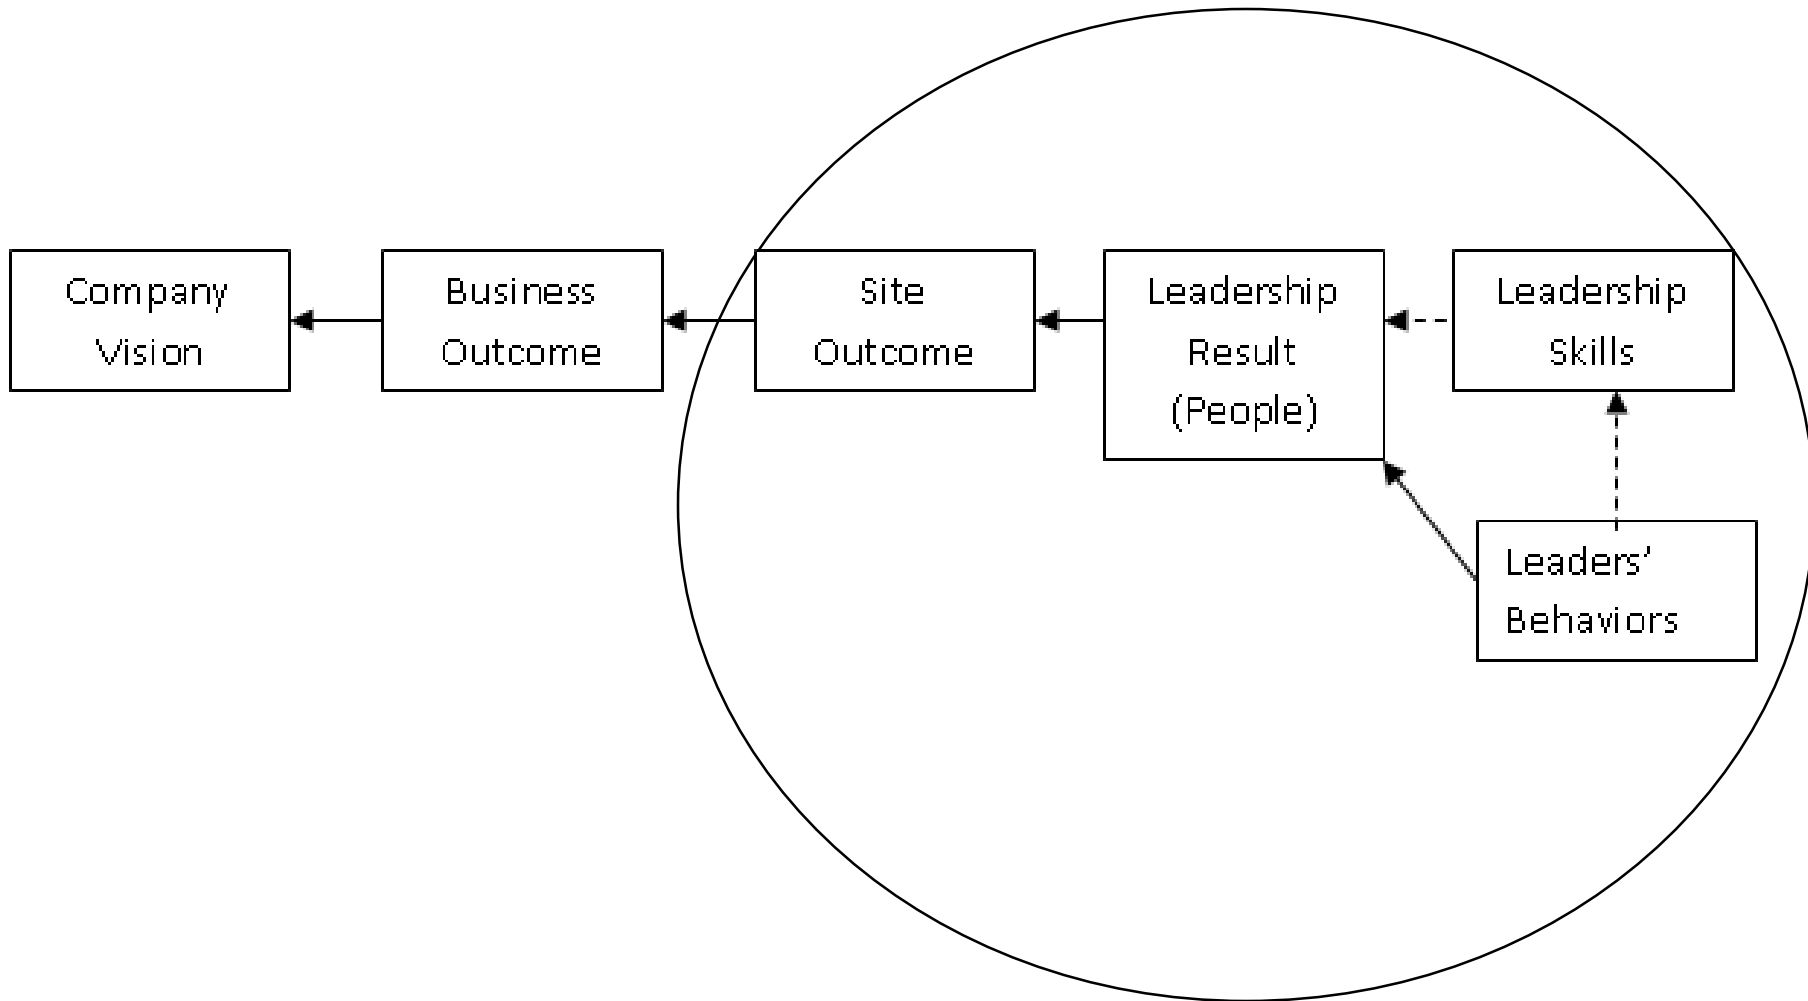 Company
Vision
Business
Outcome
Site
Outcome
Leadership
Result
(People)
Leadership
Skills
Leaders’
Behaviors